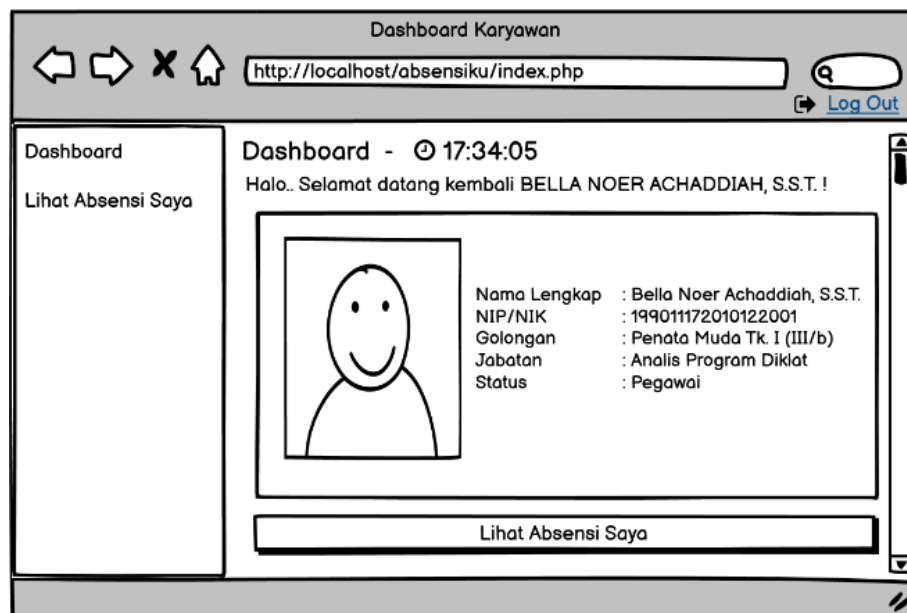 Dashboard Karyawan
http://localhost/absensiku/index.php
Log Out
Dashboard
Lihat Absensi Saya
Dashboard - 17:34:05
Halo.. Selamat datang kembali BELLA NOER ACHADDIAH, S.S.T. !
Nama Lengkap : Bella Noer Achaddiah, S.S.T.
NIP/NIK : 199011172010122001
Golongan : Penata Muda Tk. I (III/b)
Jabatan : Analis Program Diklat
Status : Pegawai
Lihat Absensi Saya